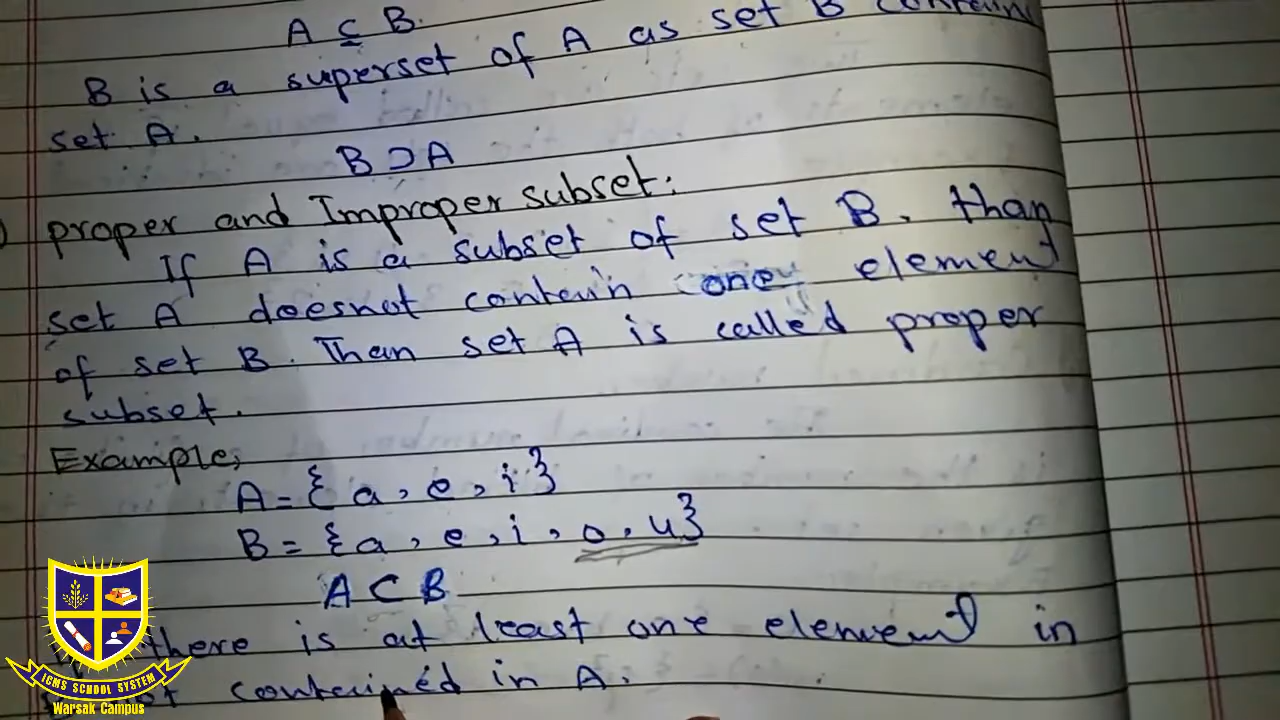 A ⊆ B.
B is a superset of A as set B contains
set A.
B ⊃ A
proper and Improper subset:
If A is a subset of set B. than
set A doesnot contain one element
of set B. Than set A is called proper
subset.
Example;
A = { a , e , i }
B = { a , e , i , o , u }
A ⊂ B
there is at least one element in
contained in A.
ICMS SCHOOL SYSTEM
Warsak Campus